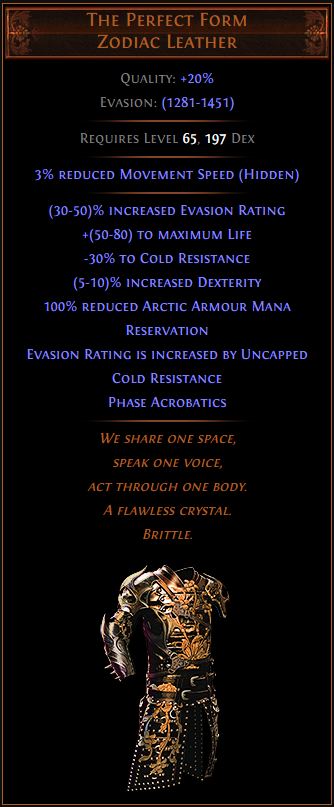 The Perfect Form
Zodiac Leather
Quality: +20%
Evasion: (1281-1451)
Requires Level 65, 197 Dex
3% reduced Movement Speed (Hidden)
(30-50)% increased Evasion Rating
+(50-80) to maximum Life
-30% to Cold Resistance
(5-10)% increased Dexterity
100% reduced Arctic Armour Mana
Reservation
Evasion Rating is increased by Uncapped
Cold Resistance
Phase Acrobatics
We share one space,
speak one voice,
act through one body.
A flawless crystal.
Brittle.